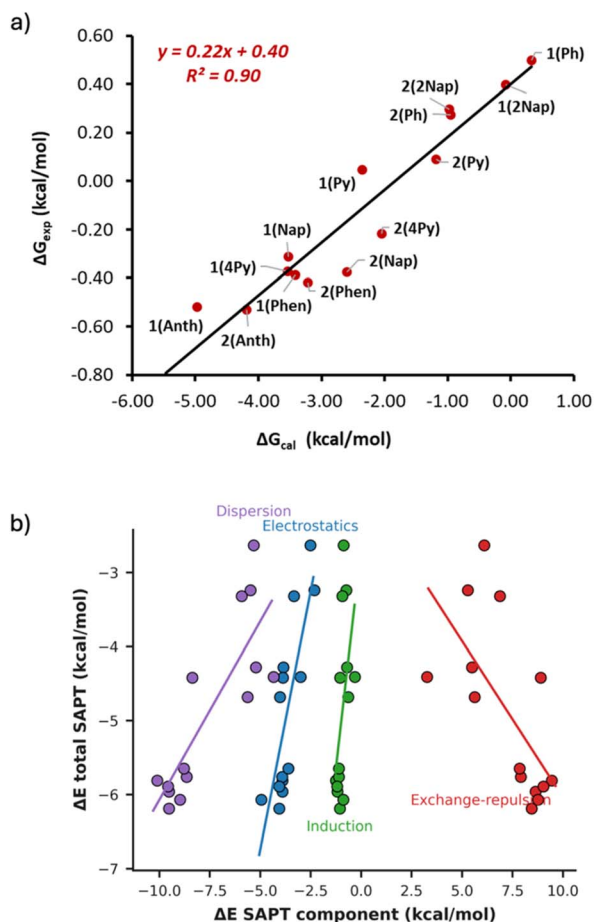 a)
y = 0.22x + 0.40
R² = 0.90
ΔGexp (kcal/mol)
0.60
0.40
0.20
0.00
-0.20
-0.40
-0.60
-0.80
1(Ph)
2(2Nap)
1(2Nap)
2(Ph)
2(Py)
1(Py)
2(4Py)
1(Nap)
1(4Py)
2(Nap)
1(Phen)
2(Phen)
1(Anth)
2(Anth)
-6.00 -5.00 -4.00 -3.00 -2.00 -1.00 0.00 1.00
ΔGcal (kcal/mol)
b)
Dispersion
Electrostatics
ΔE total SAPT (kcal/mol)
−3
−4
−5
−6
−7
Exchange-repulsion
Induction
−10.0 −7.5 −5.0 −2.5 0.0 2.5 5.0 7.5 10.0
ΔE SAPT component (kcal/mol)